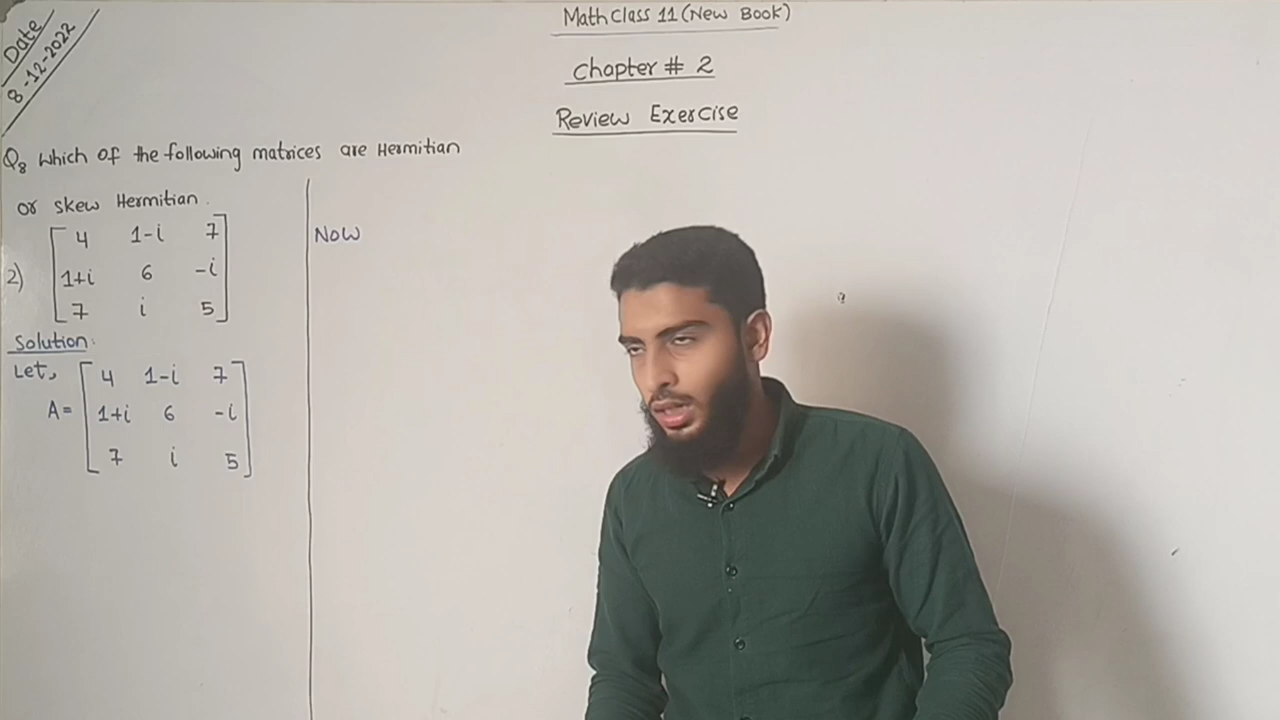 Date
8-12-2022
Math Class 11 (New Book)
Chapter # 2
Review Exercise
Q8 which of the following matrices are Hermitian
or skew Hermitian.
2) [ 4 1-i 7
1+i 6 -i
7 i 5 ]
Solution:
Let,
A = [ 4 1-i 7
1+i 6 -i
7 i 5 ]
Now